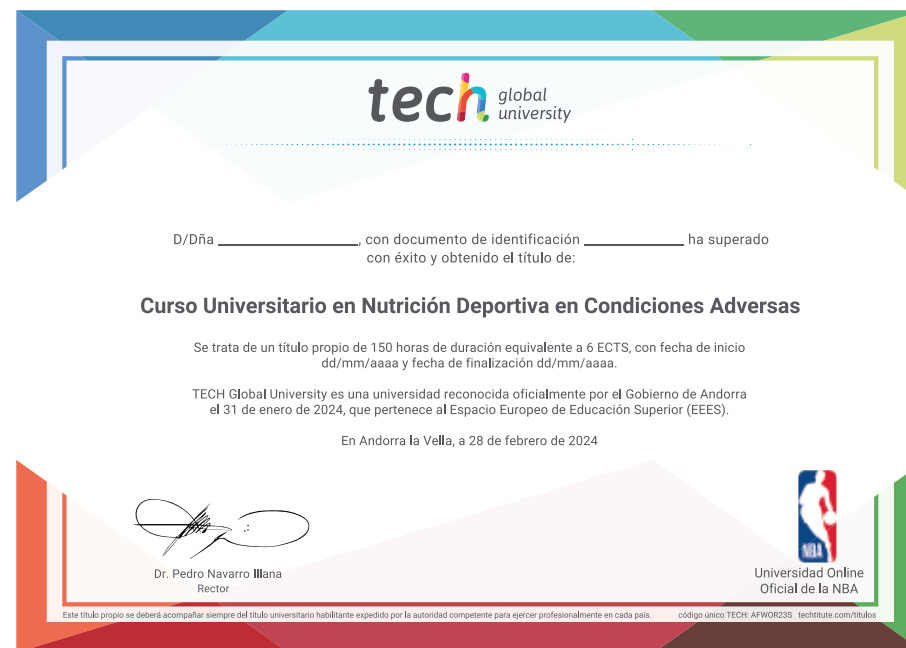 tech global university
D/Dña ________________, con documento de identificación ____________ ha superado
con éxito y obtenido el título de:
Curso Universitario en Nutrición Deportiva en Condiciones Adversas
Se trata de un título propio de 150 horas de duración equivalente a 6 ECTS, con fecha de inicio
dd/mm/aaaa y fecha de finalización dd/mm/aaaa.
TECH Global University es una universidad reconocida oficialmente por el Gobierno de Andorra
el 31 de enero de 2024, que pertenece al Espacio Europeo de Educación Superior (EEES).
En Andorra la Vella, a 28 de febrero de 2024
Dr. Pedro Navarro Illana
Rector
NBA
Universidad Online
Oficial de la NBA
Este título propio se deberá acompañar siempre del título universitario habilitante expedido por la autoridad competente para ejercer profesionalmente en cada país. código único TECH: AFWOR23S techtitute.com/titulos